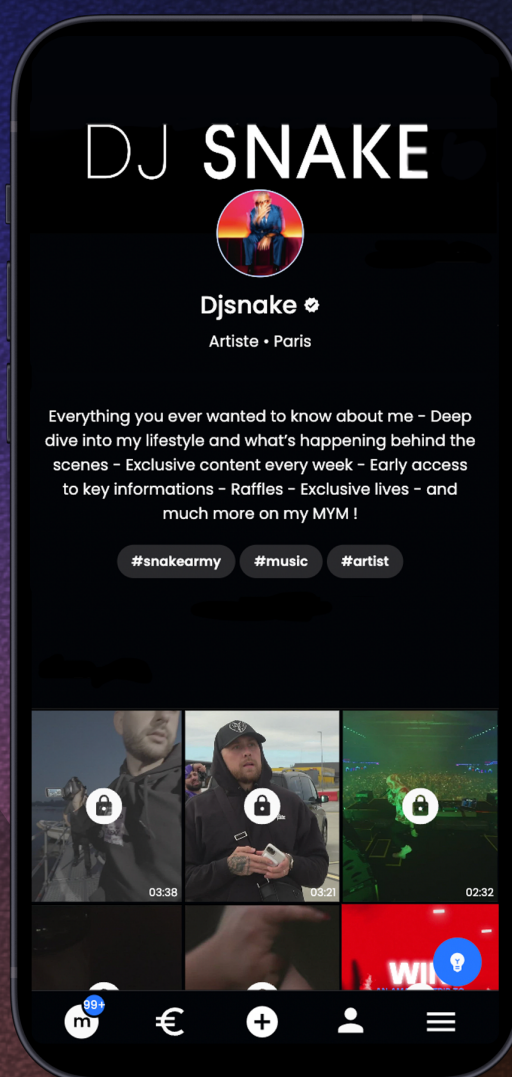 DJ SNAKE
Djsnake
Artiste • Paris
Everything you ever wanted to know about me - Deep
dive into my lifestyle and what's happening behind the
scenes - Exclusive content every week - Early access
to key informations - Raffles - Exclusive lives - and
much more on my MYM !
#snakearmy #music #artist
03:38 03:21 02:32
WIN
99+
m €